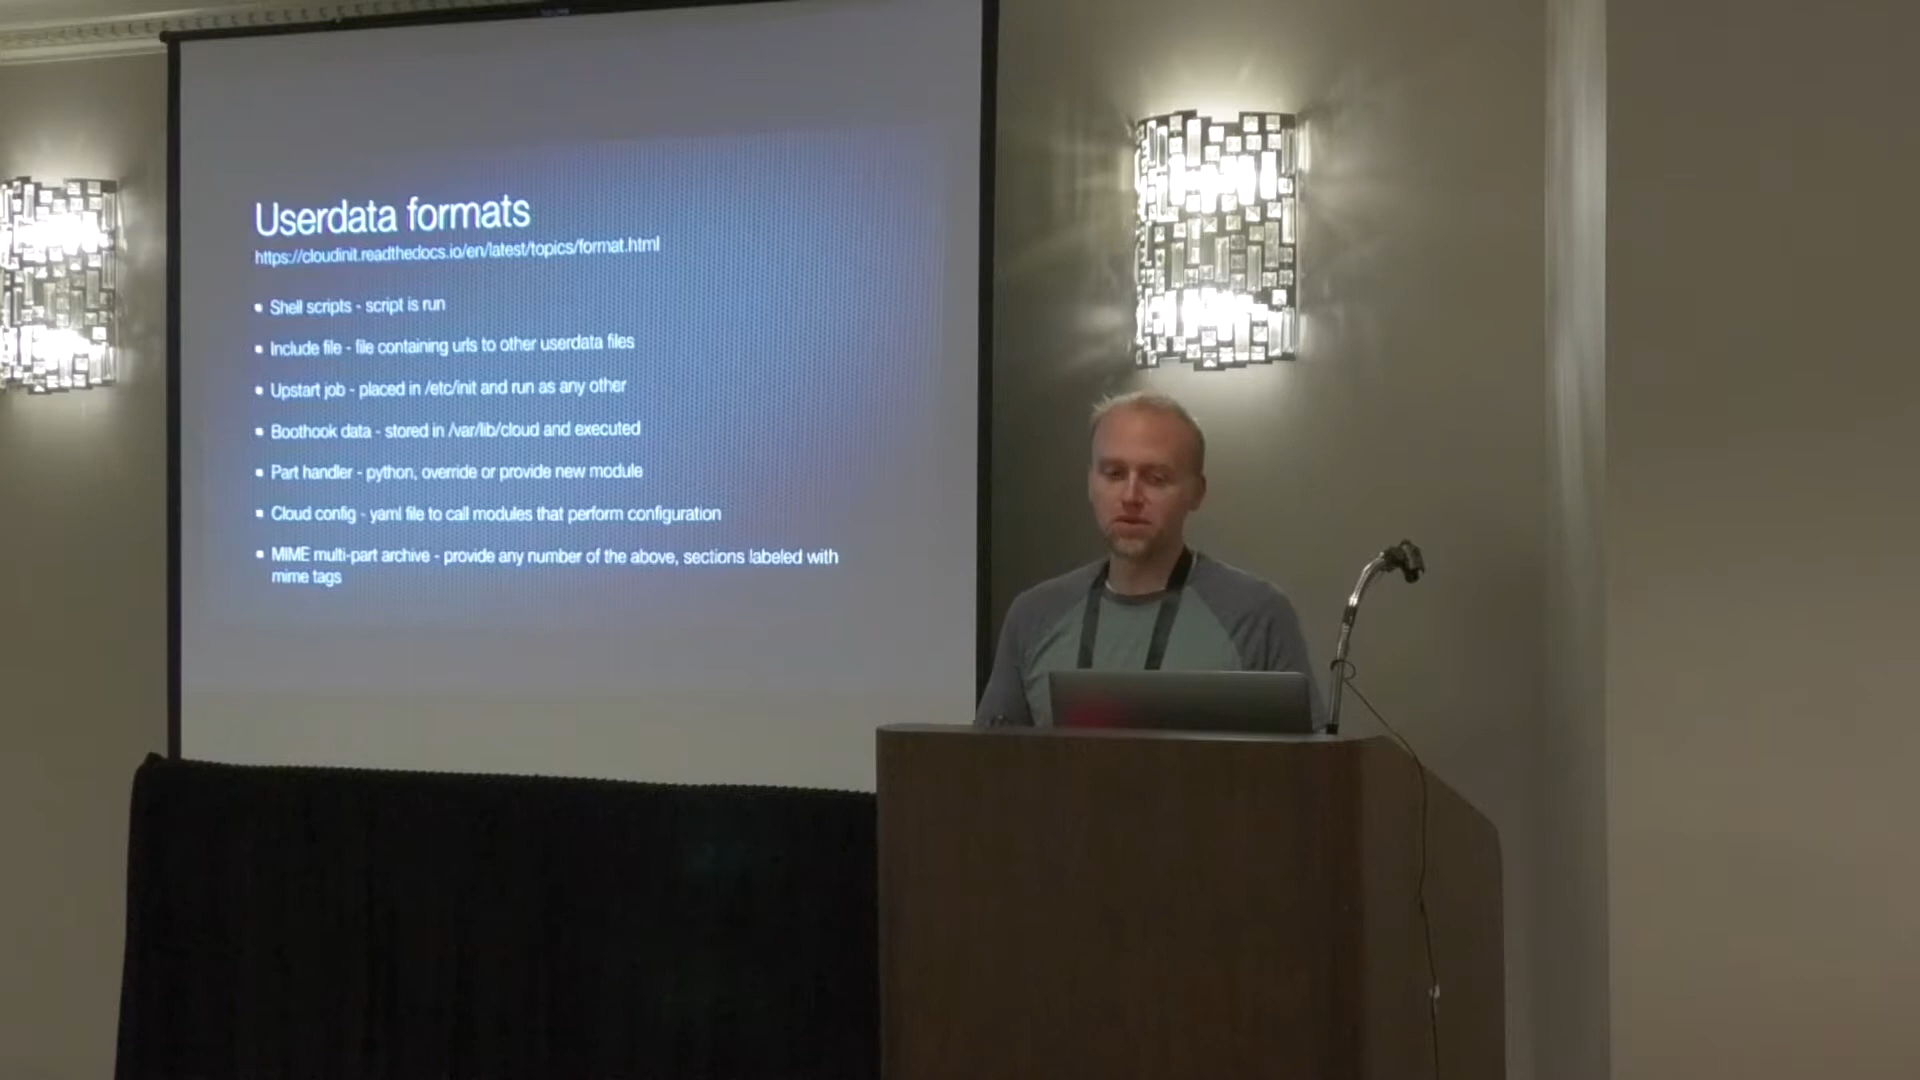 Userdata formats
https://cloudinit.readthedocs.io/en/latest/topics/format.html
▪ Shell scripts - script is run
▪ Include file - file containing urls to other userdata files
▪ Upstart job - placed in /etc/init and run as any other
▪ Boothook data - stored in /var/lib/cloud and executed
▪ Part handler - python, override or provide new module
▪ Cloud config - yaml file to call modules that perform configuration
▪ MIME multi-part archive - provide any number of the above, sections labeled with
mime tags